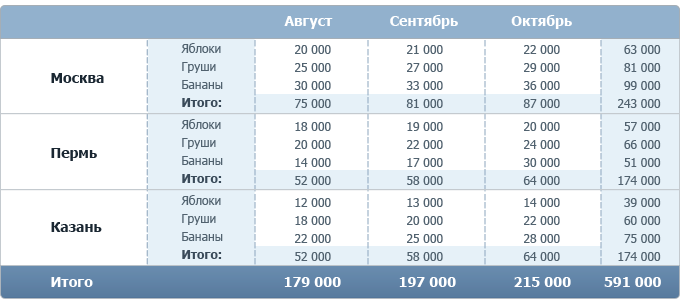 Август Сентябрь Октябрь
Москва
Яблоки 20 000 21 000 22 000 63 000
Груши 25 000 27 000 29 000 81 000
Бананы 30 000 33 000 36 000 99 000
Итого: 75 000 81 000 87 000 243 000
Пермь
Яблоки 18 000 19 000 20 000 57 000
Груши 20 000 22 000 24 000 66 000
Бананы 14 000 17 000 30 000 51 000
Итого: 52 000 58 000 64 000 174 000
Казань
Яблоки 12 000 13 000 14 000 39 000
Груши 18 000 20 000 22 000 60 000
Бананы 22 000 25 000 28 000 75 000
Итого: 52 000 58 000 64 000 174 000
Итого 179 000 197 000 215 000 591 000